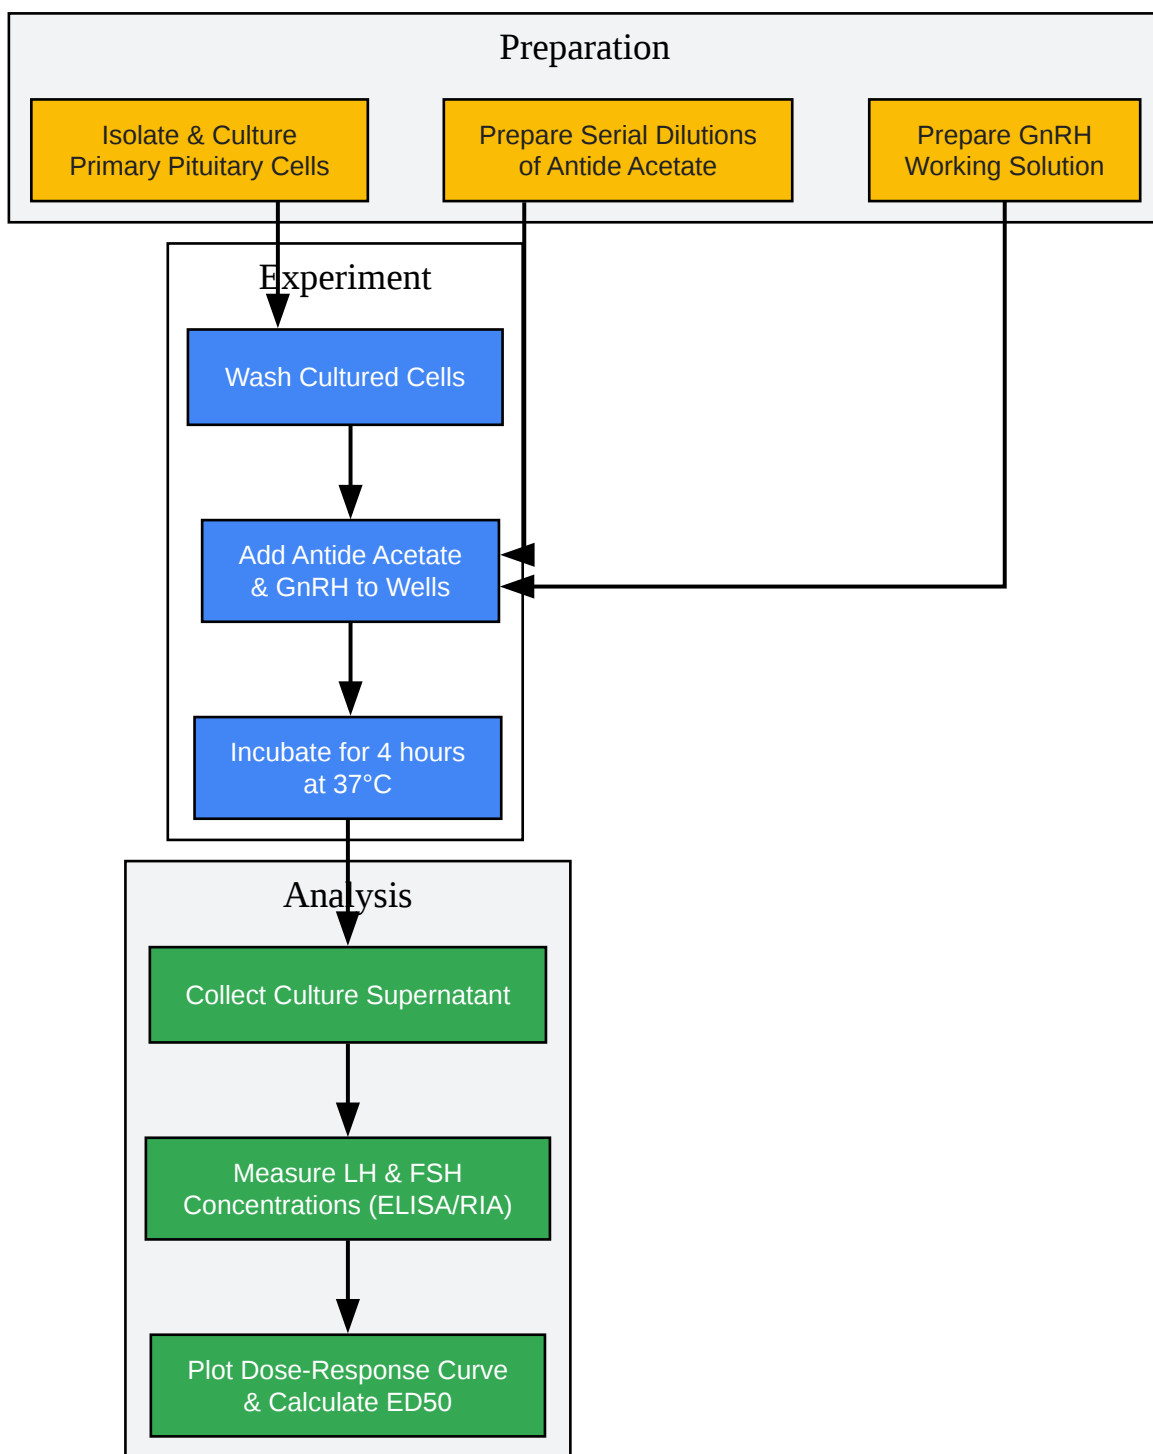 Preparation
Isolate & Culture
Primary Pituitary Cells
Prepare Serial Dilutions
of Antide Acetate
Prepare GnRH
Working Solution
Experiment
Wash Cultured Cells
Add Antide Acetate
& GnRH to Wells
Incubate for 4 hours
at 37°C
Analysis
Collect Culture Supernatant
Measure LH & FSH
Concentrations (ELISA/RIA)
Plot Dose-Response Curve
& Calculate ED50